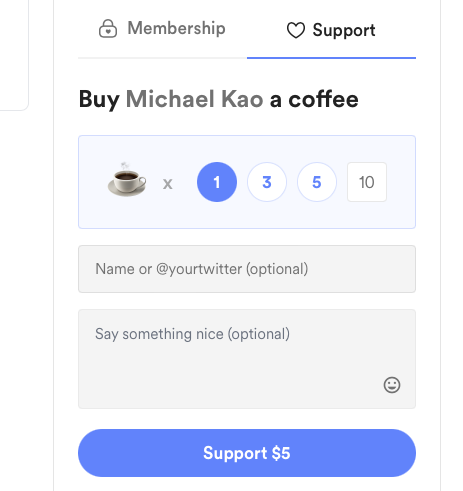 Membership
Support
Buy Michael Kao a coffee
x 1 3 5 10
Name or @yourtwitter (optional)
Say something nice (optional)
Support $5